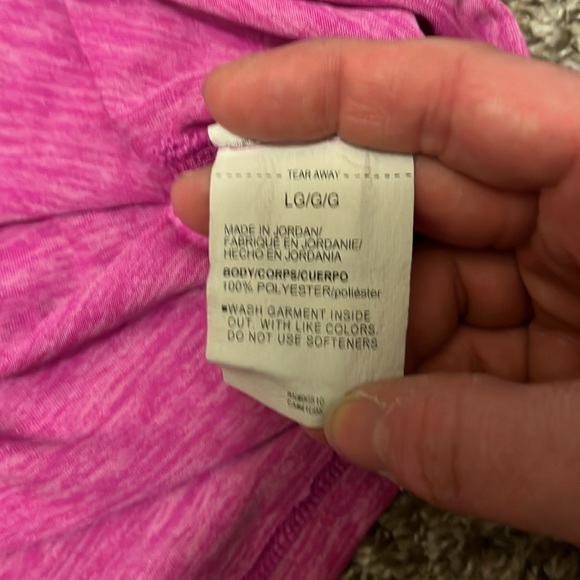 TEAR AWAY
LG/G/G
MADE IN JORDAN/
FABRIQUÉ EN JORDANIE/
HECHO EN JORDANIA
BODY/CORPS/CUERPO
100% POLYESTER/poliéster
▪WASH GARMENT INSIDE
OUT. WITH LIKE COLORS.
DO NOT USE SOFTENERS